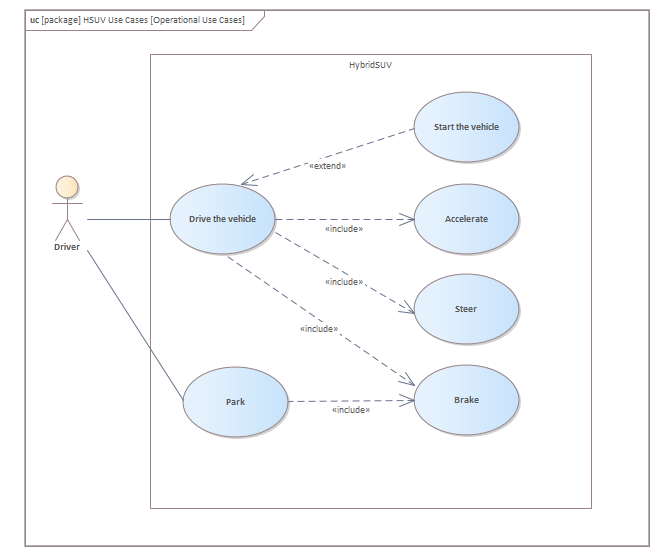 uc [package] HSUV Use Cases [Operational Use Cases]
HybridSUV
Start the vehicle
«extend»
Drive the vehicle
Accelerate
«include»
Driver
«include»
Steer
«include»
Park
Brake
«include»